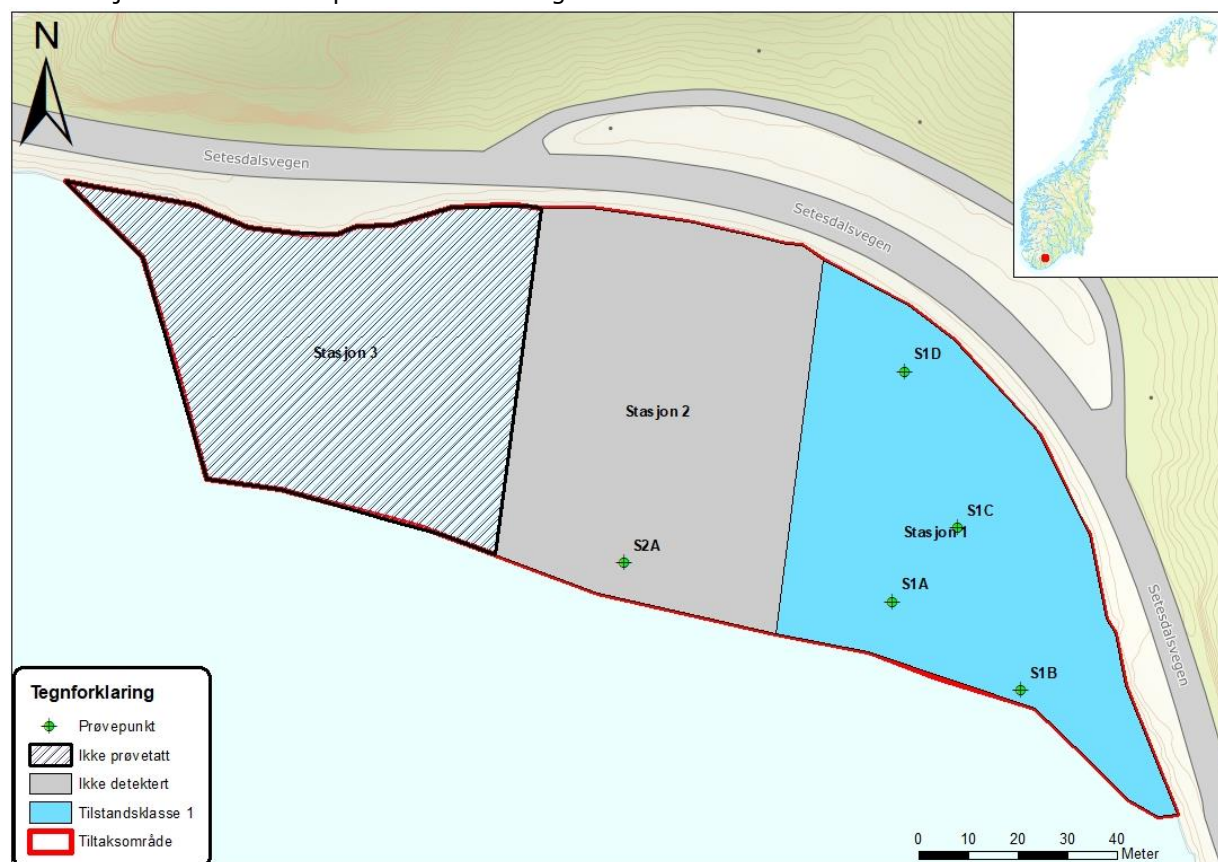 N
Setesdalsvegen
Setesdalsvegen
Stasjon 3
S1D
Stasjon 2
S1C
Stasjon 1
S2A
S1A
Setesdalsvegen
S1B
Tegnforklaring
Prøvepunkt
Ikke prøvetatt
Ikke detektert
Tilstandsklasse 1
Tiltaksområde
0 10 20 30 40
Meter